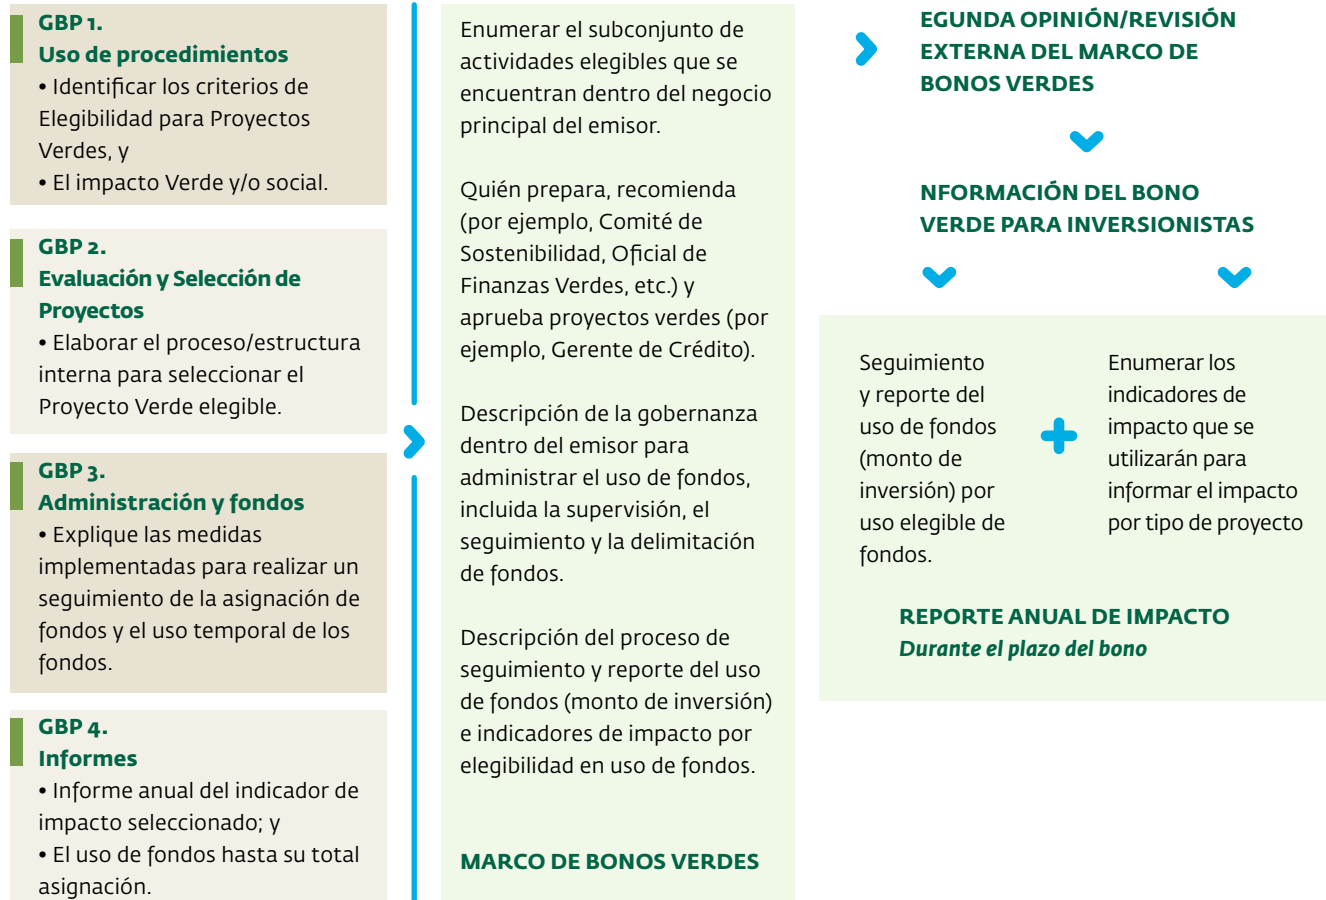 GBP 1.
Uso de procedimientos
• Identificar los criterios de
Elegibilidad para Proyectos
Verdes, y
• El impacto Verde y/o social.
GBP 2.
Evaluación y Selección de
Proyectos
• Elaborar el proceso/estructura
interna para seleccionar el
Proyecto Verde elegible.
GBP 3.
Administración y fondos
• Explique las medidas
implementadas para realizar un
seguimiento de la asignación de
fondos y el uso temporal de los
fondos.
GBP 4.
Informes
• Informe anual del indicador de
impacto seleccionado; y
• El uso de fondos hasta su total
asignación.
Enumerar el subconjunto de
actividades elegibles que se
encuentran dentro del negocio
principal del emisor.
Quién prepara, recomienda
(por ejemplo, Comité de
Sostenibilidad, Oficial de
Finanzas Verdes, etc.) y
aprueba proyectos verdes (por
ejemplo, Gerente de Crédito).
Descripción de la gobernanza
dentro del emisor para
administrar el uso de fondos,
incluida la supervisión, el
seguimiento y la delimitación
de fondos.
Descripción del proceso de
seguimiento y reporte del uso
de fondos (monto de inversión)
e indicadores de impacto por
elegibilidad en uso de fondos.
MARCO DE BONOS VERDES
EGUNDA OPINIÓN/REVISIÓN
EXTERNA DEL MARCO DE
BONOS VERDES
NFORMACIÓN DEL BONO
VERDE PARA INVERSIONISTAS
Seguimiento
y reporte del
uso de fondos
(monto de
inversión) por
uso elegible de
fondos.
Enumerar los
indicadores de
impacto que se
utilizarán para
informar el impacto
por tipo de proyecto
REPORTE ANUAL DE IMPACTO
Durante el plazo del bono